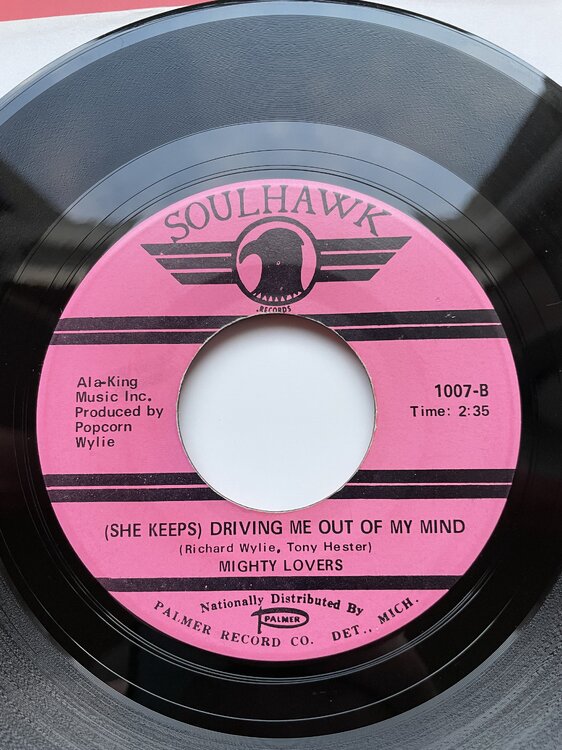 SOULHAWK
RECORDS
Ala-King
Music Inc.
Produced by
Popcorn
Wylie
1007-B
Time: 2:35
(SHE KEEPS) DRIVING ME OUT OF MY MIND
(Richard Wylie, Tony Hester)
MIGHTY LOVERS
Nationally Distributed By
PALMER
PALMER RECORD CO. DET., MICH.